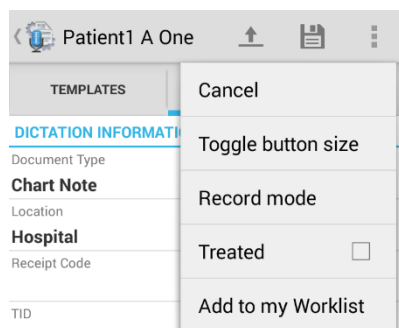 Patient1 A One
TEMPLATES
DICTATION INFORMATI
Document Type
Chart Note
Location
Hospital
Receipt Code
TID
Cancel
Toggle button size
Record mode
Treated
Add to my Worklist